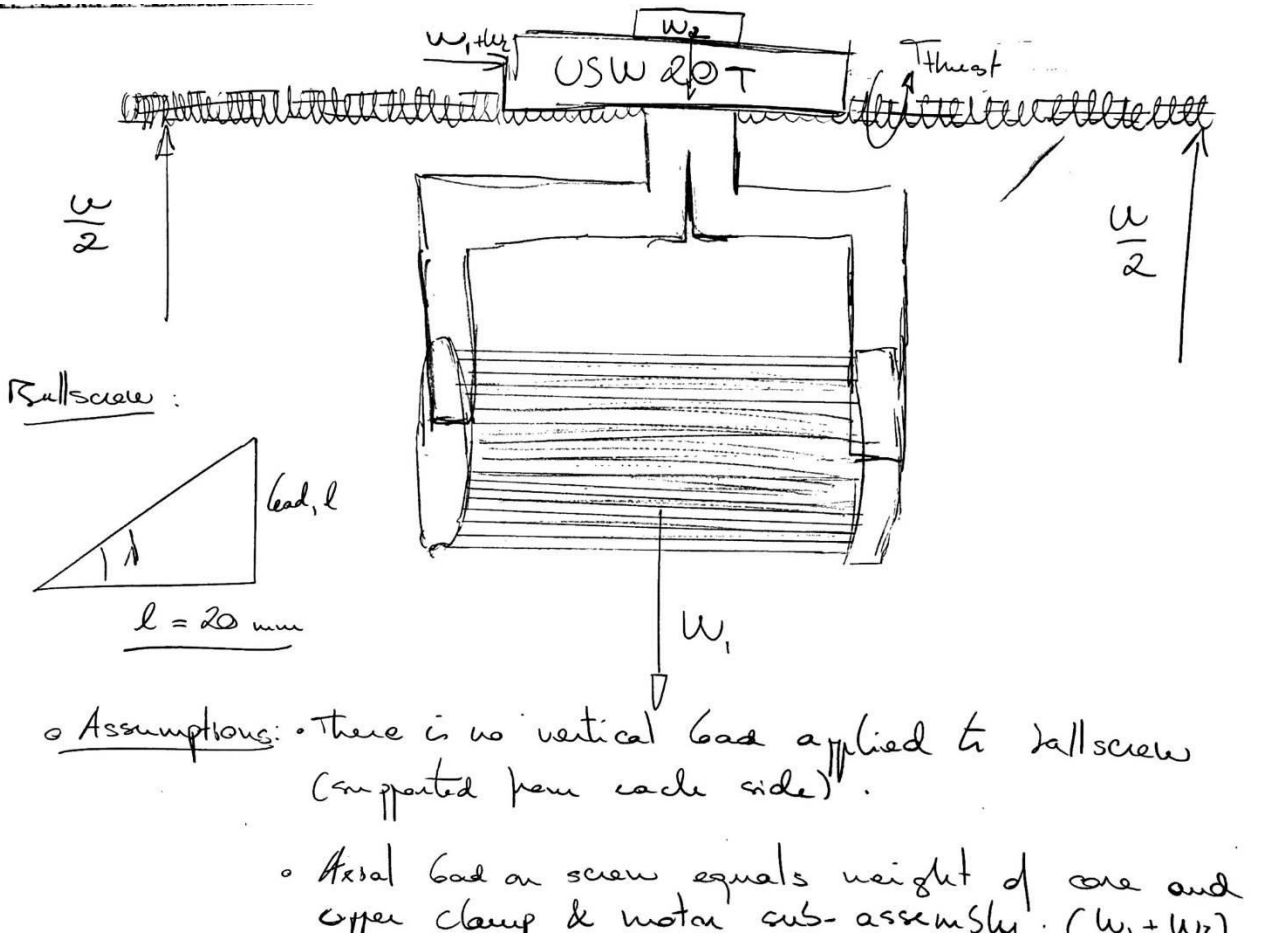 W₁+W₂
W₂
USW 20T
Tthrust
W/2
W/2
Ballscrew :
lead, l
λ
l = 20 mm
W₁
o Assumptions: • There is no vertical load applied to ballscrew
(supported from each side).
o Axial load on screw equals weight of core and
upper clamp & motor sub-assembly. (W₁ + W₂)